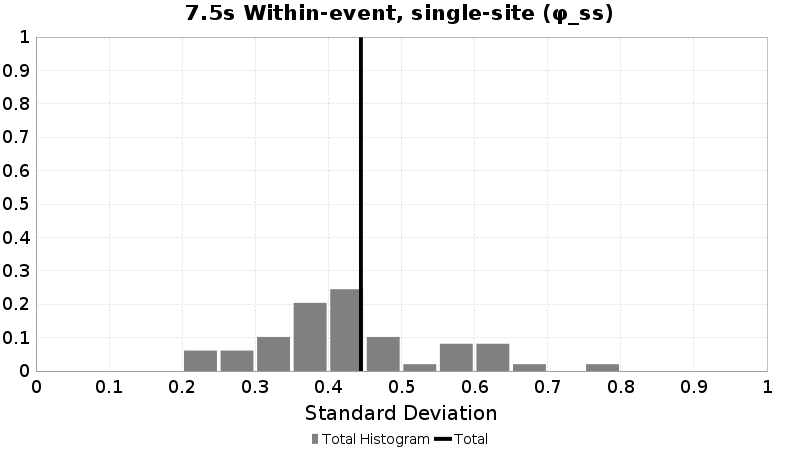 7.5s Within-event, single-site (φ_ss)
1
0.9
0.8
0.7
0.6
0.5
0.4
0.3
0.2
0.1
0
0 0.1 0.2 0.3 0.4 0.5 0.6 0.7 0.8 0.9 1
Standard Deviation
Total Histogram Total